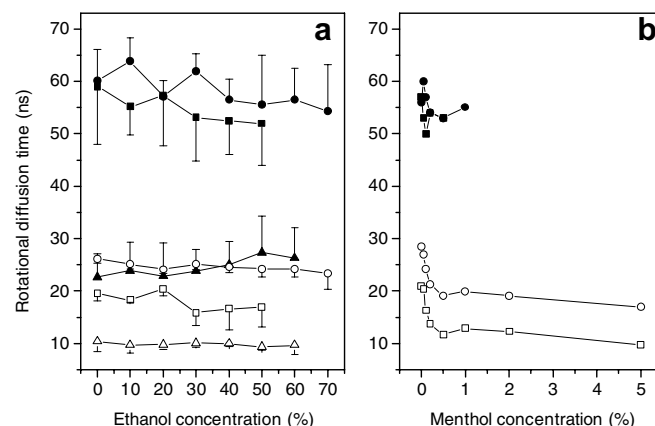 a
b
Rotational diffusion time (ns)
70
60
50
40
30
20
10
0 10 20 30 40 50 60 70
Ethanol concentration (%)
70
60
50
40
30
20
10
0 1 2 3 4 5
Menthol concentration (%)